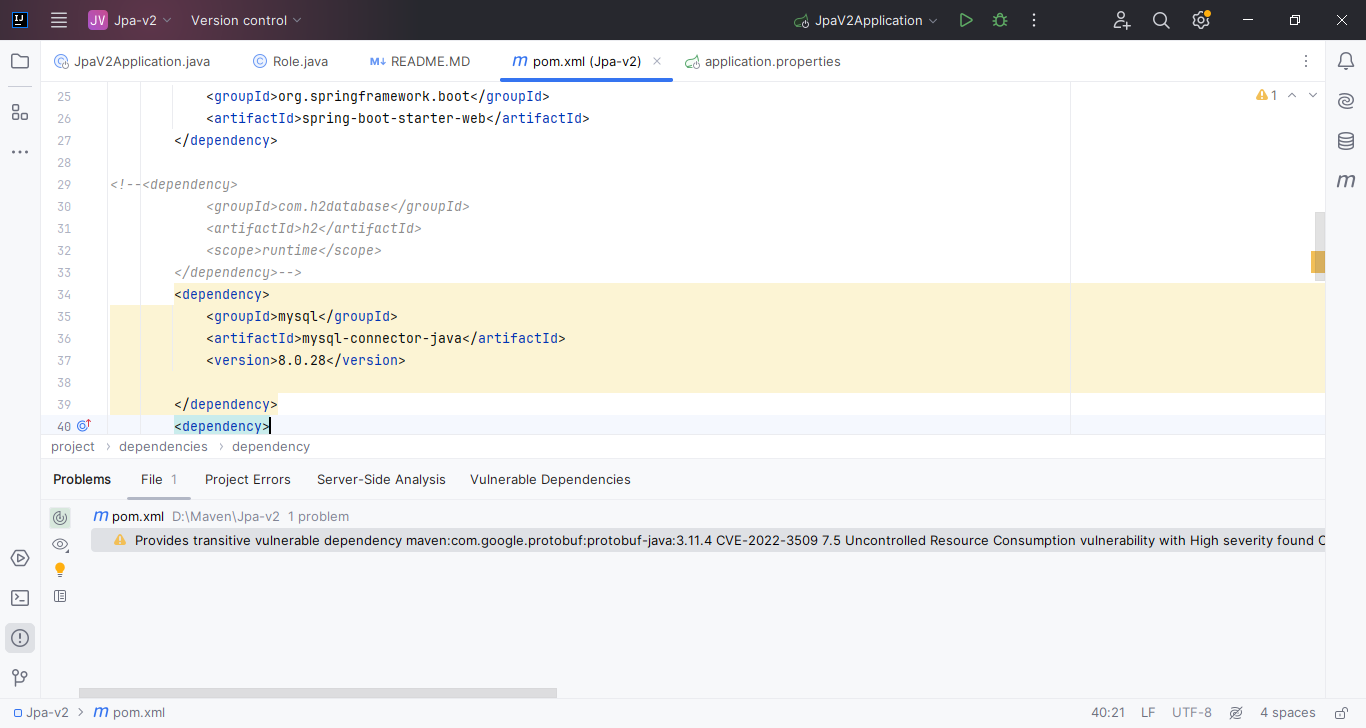 JV Jpa-v2 Version control JpaV2Application
JpaV2Application.java Role.java README.MD pom.xml (Jpa-v2) application.properties
25 <groupId>org.springframework.boot</groupId> 1
26 <artifactId>spring-boot-starter-web</artifactId>
27 </dependency>
28
29 <!--<dependency>
30 <groupId>com.h2database</groupId>
31 <artifactId>h2</artifactId>
32 <scope>runtime</scope>
33 </dependency>-->
34 <dependency>
35 <groupId>mysql</groupId>
36 <artifactId>mysql-connector-java</artifactId>
37 <version>8.0.28</version>
38
39 </dependency>
40 <dependency>
project > dependencies > dependency
Problems File 1 Project Errors Server-Side Analysis Vulnerable Dependencies
pom.xml D:\Maven\Jpa-v2 1 problem
Provides transitive vulnerable dependency maven:com.google.protobuf:protobuf-java:3.11.4 CVE-2022-3509 7.5 Uncontrolled Resource Consumption vulnerability with High severity found
Jpa-v2 > pom.xml 40:21 LF UTF-8 4 spaces